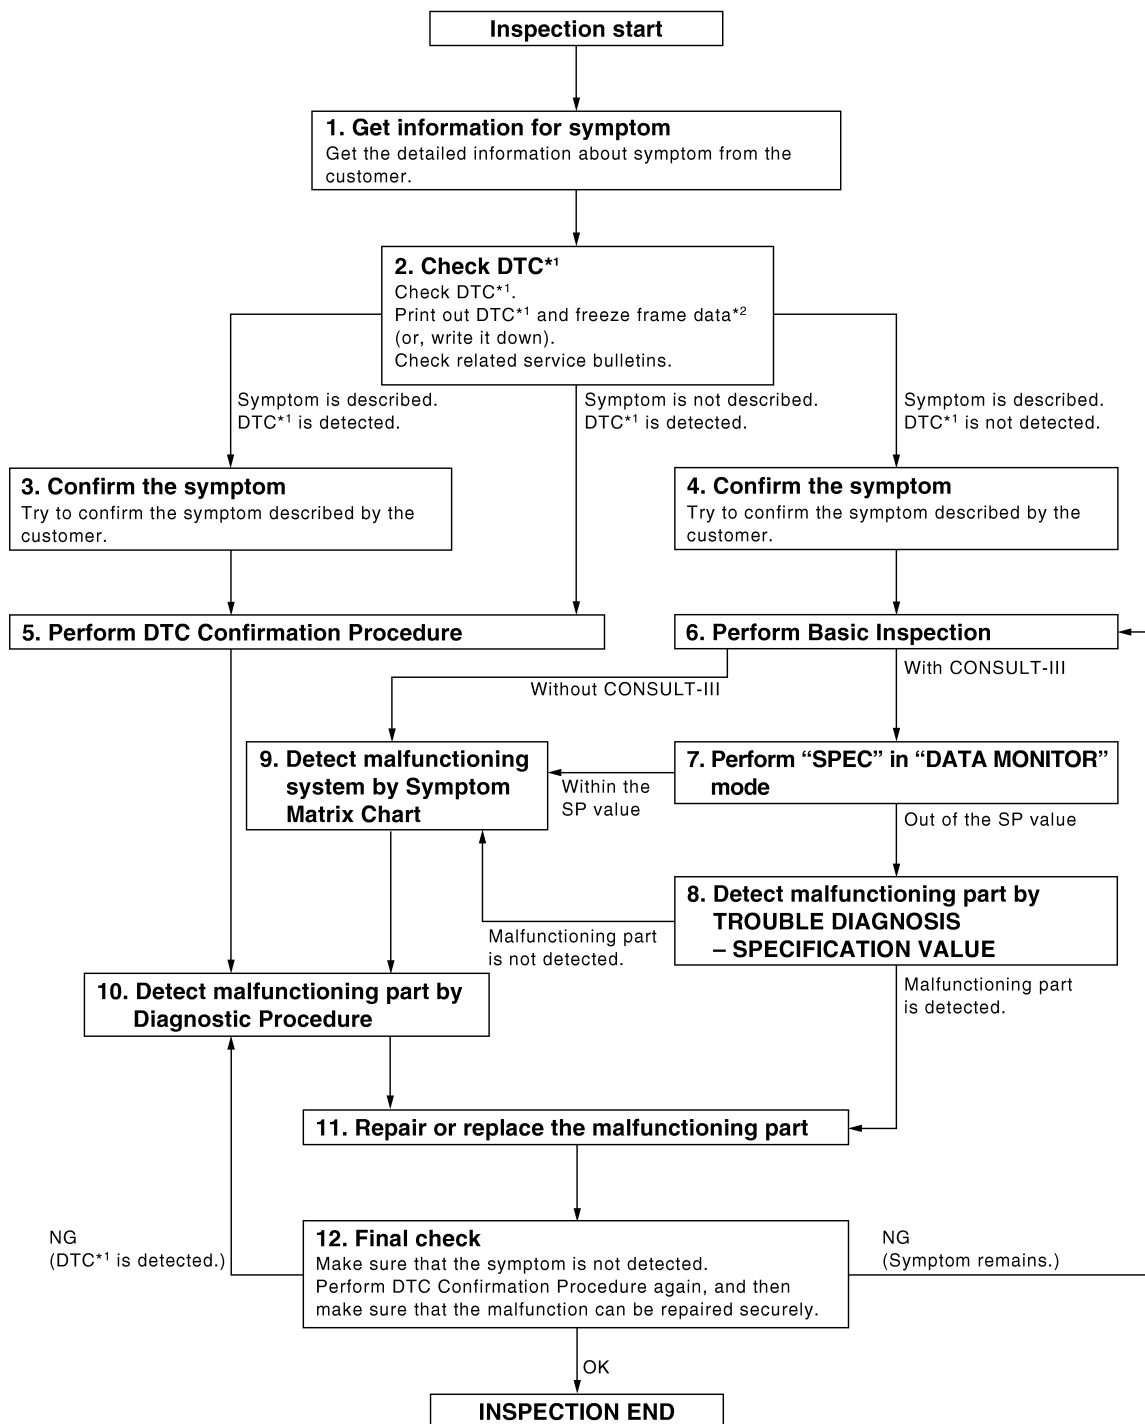 Inspection start
1. Get information for symptom
Get the detailed information about symptom from the
customer.
2. Check DTC*1
Check DTC*1.
Print out DTC*1 and freeze frame data*2
(or, write it down).
Check related service bulletins.
Symptom is described.
DTC*1 is detected.
Symptom is not described.
DTC*1 is detected.
Symptom is described.
DTC*1 is not detected.
3. Confirm the symptom
Try to confirm the symptom described by the
customer.
4. Confirm the symptom
Try to confirm the symptom described by the
customer.
5. Perform DTC Confirmation Procedure
6. Perform Basic Inspection
Without CONSULT-III
With CONSULT-III
9. Detect malfunctioning
system by Symptom
Matrix Chart
Within the
SP value
7. Perform “SPEC” in “DATA MONITOR”
mode
Out of the SP value
8. Detect malfunctioning part by
TROUBLE DIAGNOSIS
– SPECIFICATION VALUE
Malfunctioning part
is not detected.
Malfunctioning part
is detected.
10. Detect malfunctioning part by
Diagnostic Procedure
11. Repair or replace the malfunctioning part
NG
(DTC*1 is detected.)
12. Final check
Make sure that the symptom is not detected.
Perform DTC Confirmation Procedure again, and then
make sure that the malfunction can be repaired securely.
NG
(Symptom remains.)
OK
INSPECTION END